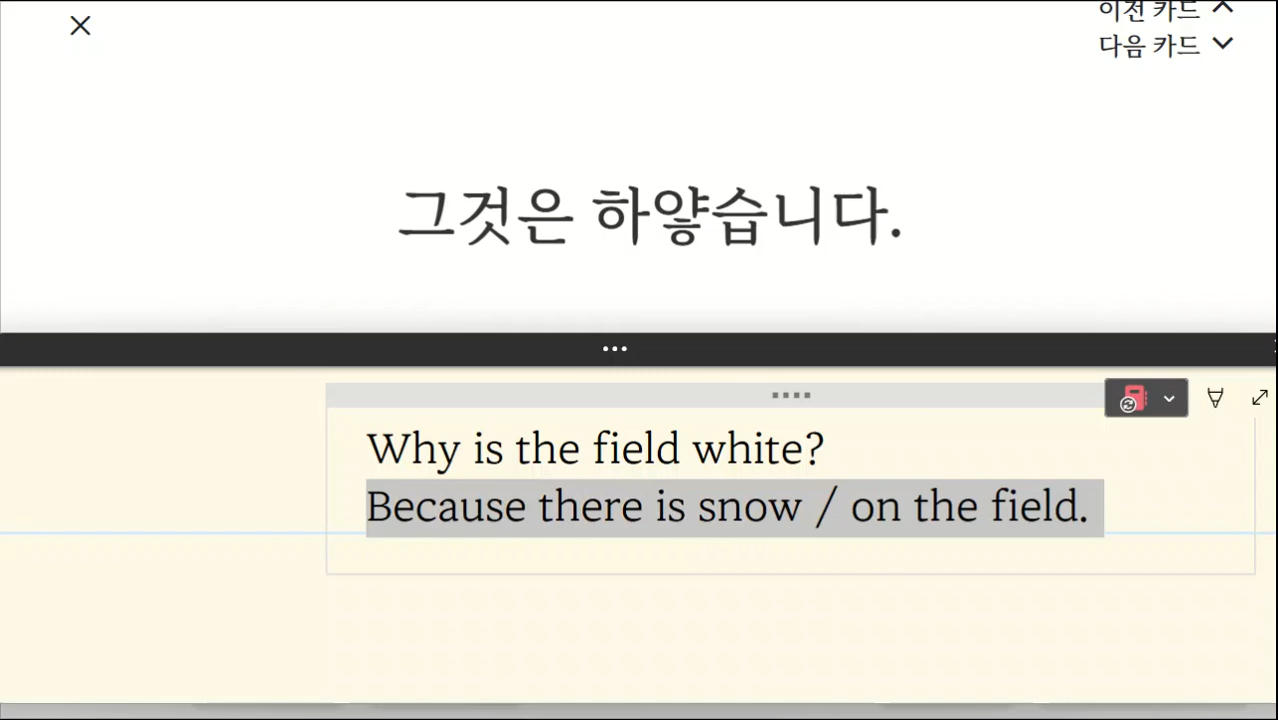 이전 카드
다음 카드
그것은 하얗습니다.
Why is the field white?
Because there is snow / on the field.